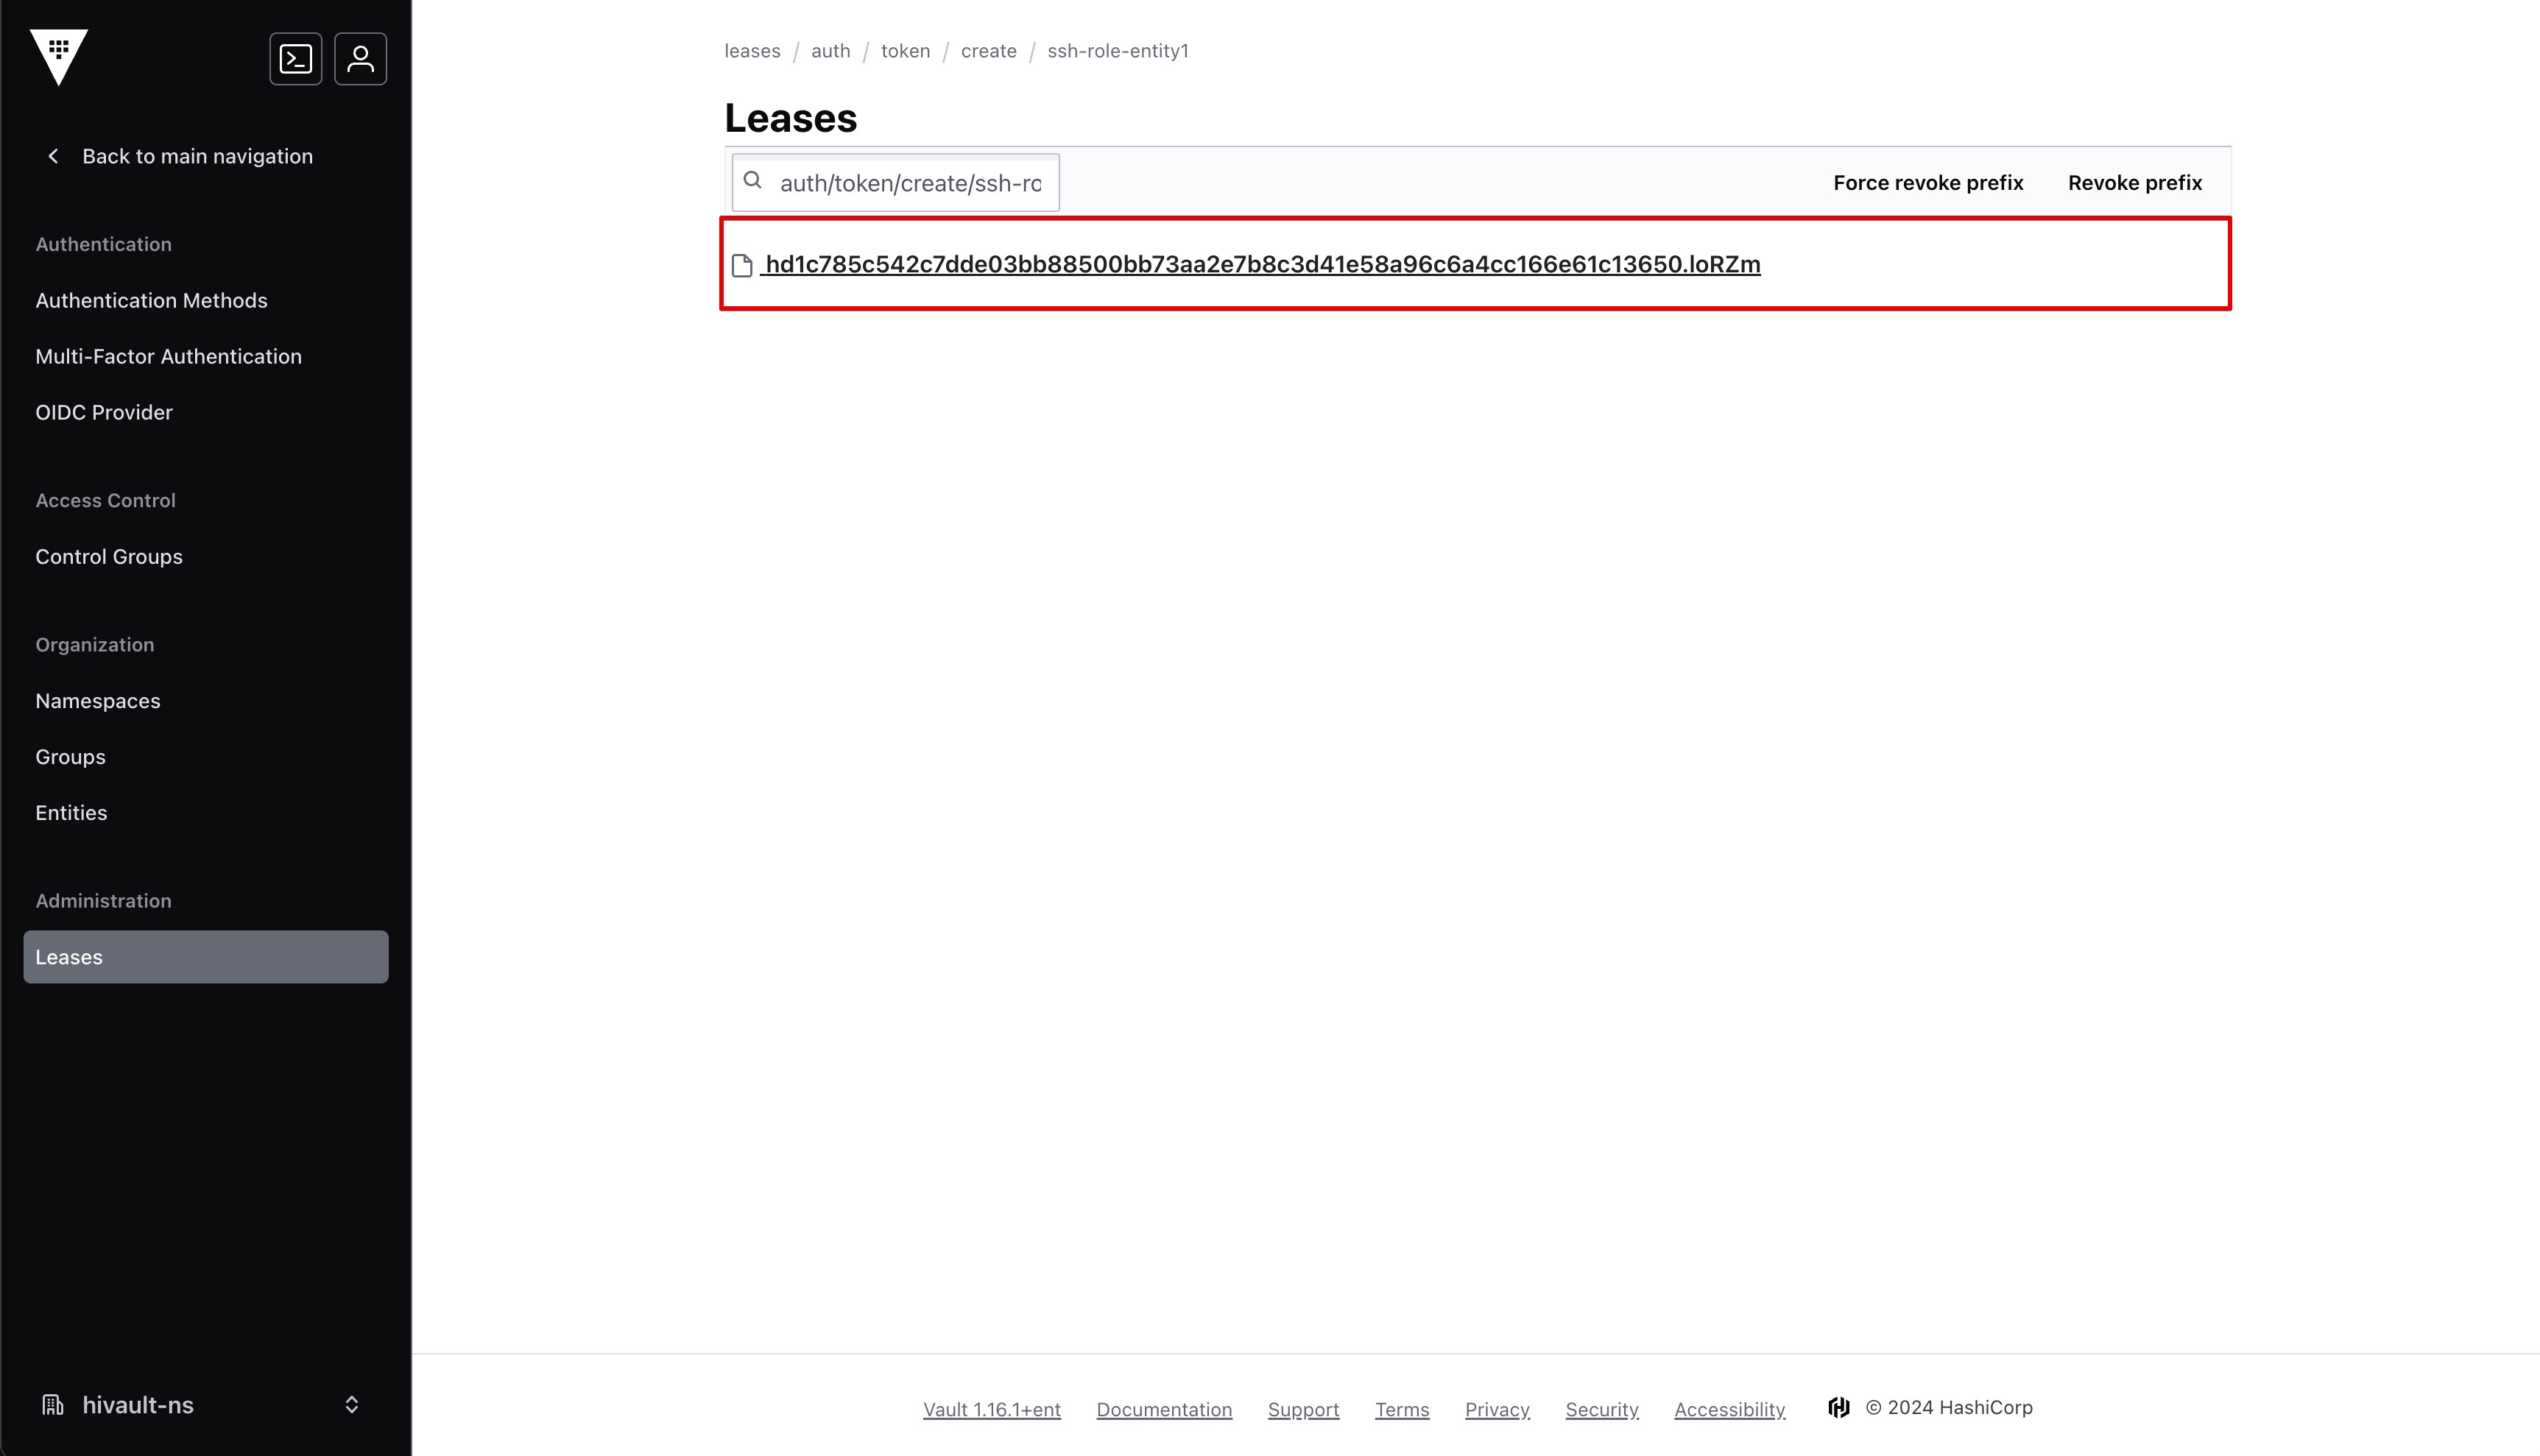 Back to main navigation
Authentication
Authentication Methods
Multi-Factor Authentication
OIDC Provider
Access Control
Control Groups
Organization
Namespaces
Groups
Entities
Administration
Leases
hivault-ns
leases / auth / token / create / ssh-role-entity1
Leases
auth/token/create/ssh-ro
Force revoke prefix Revoke prefix
hd1c785c542c7dde03bb88500bb73aa2e7b8c3d41e58a96c6a4cc166e61c13650.loRZm
Vault 1.16.1+ent Documentation Support Terms Privacy Security Accessibility © 2024 HashiCorp